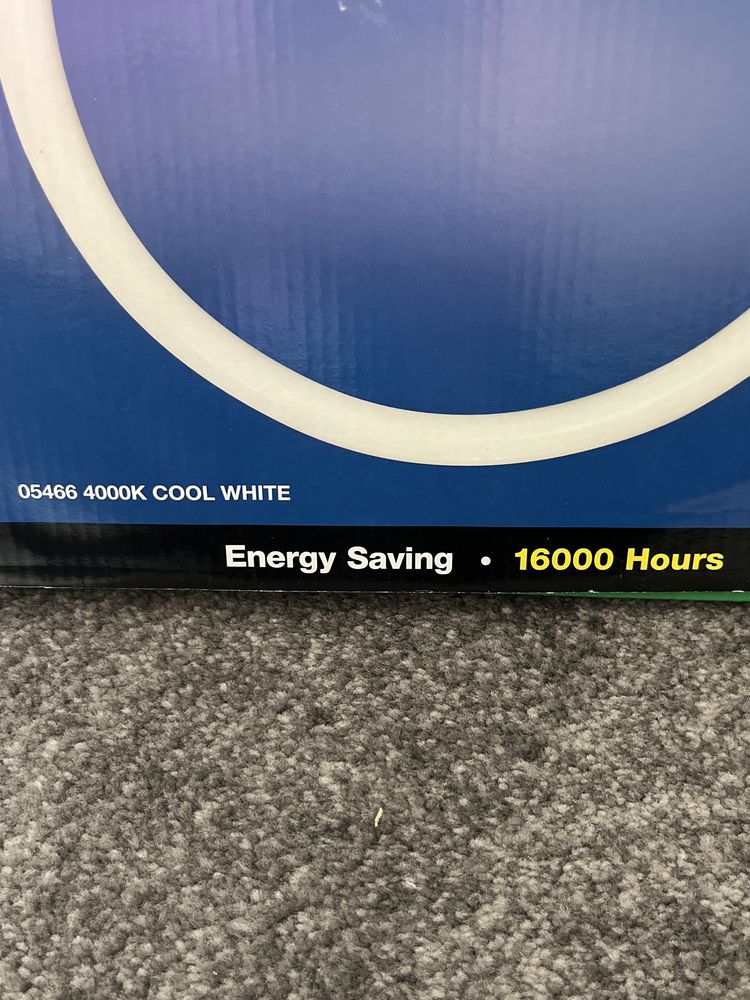 05466 4000K COOL WHITE
Energy Saving • 16000 Hours